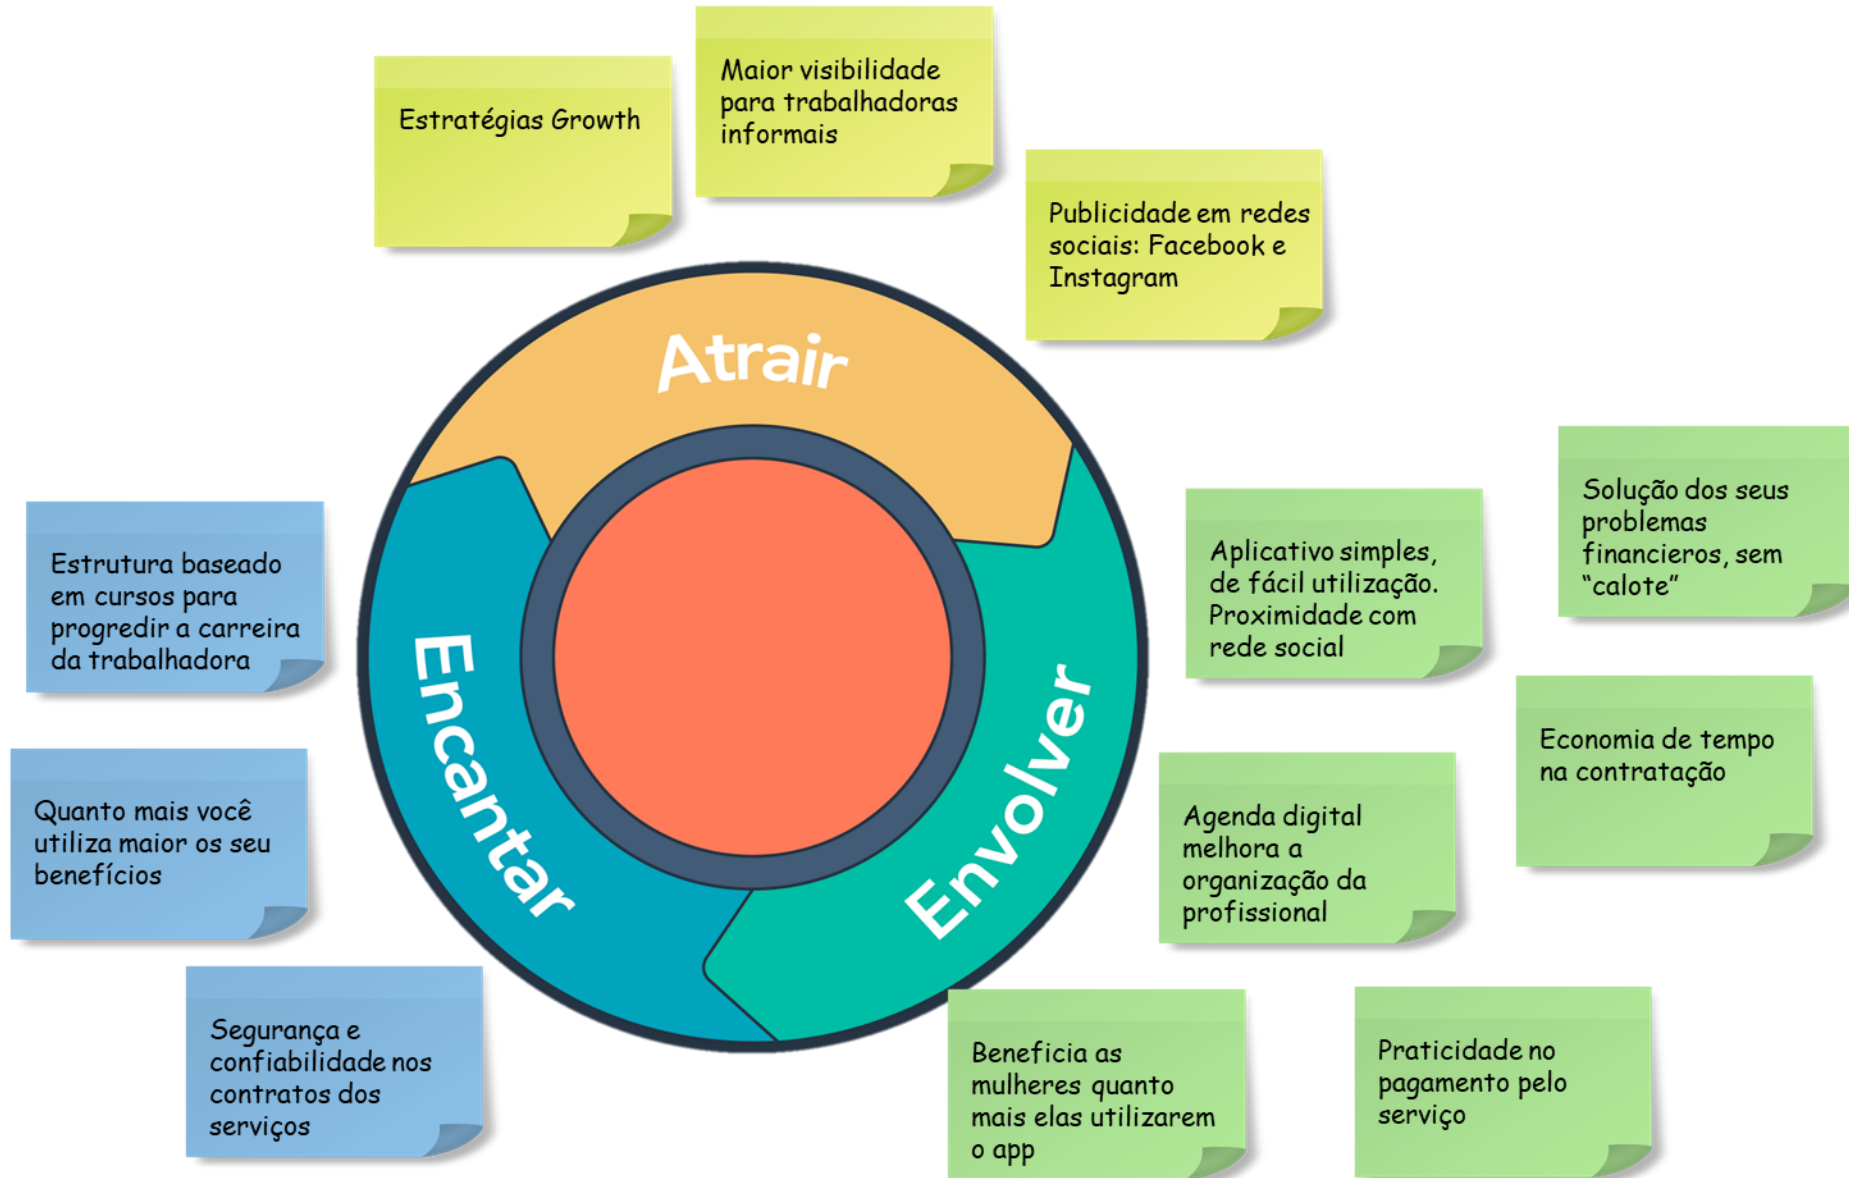 Estratégias Growth
Maior visibilidade
para trabalhadoras
informais
Publicidade em redes
sociais: Facebook e
Instagram
Atrair
Envolver
Encantar
Solução dos seus
problemas
financieros, sem
“calote”
Aplicativo simples,
de fácil utilização.
Proximidade com
rede social
Economia de tempo
na contratação
Agenda digital
melhora a
organização da
profissional
Praticidade no
pagamento pelo
serviço
Beneficia as
mulheres quanto
mais elas utilizarem
o app
Estrutura baseado
em cursos para
progredir a carreira
da trabalhadora
Quanto mais você
utiliza maior os seu
benefícios
Segurança e
confiabilidade nos
contratos dos
serviços